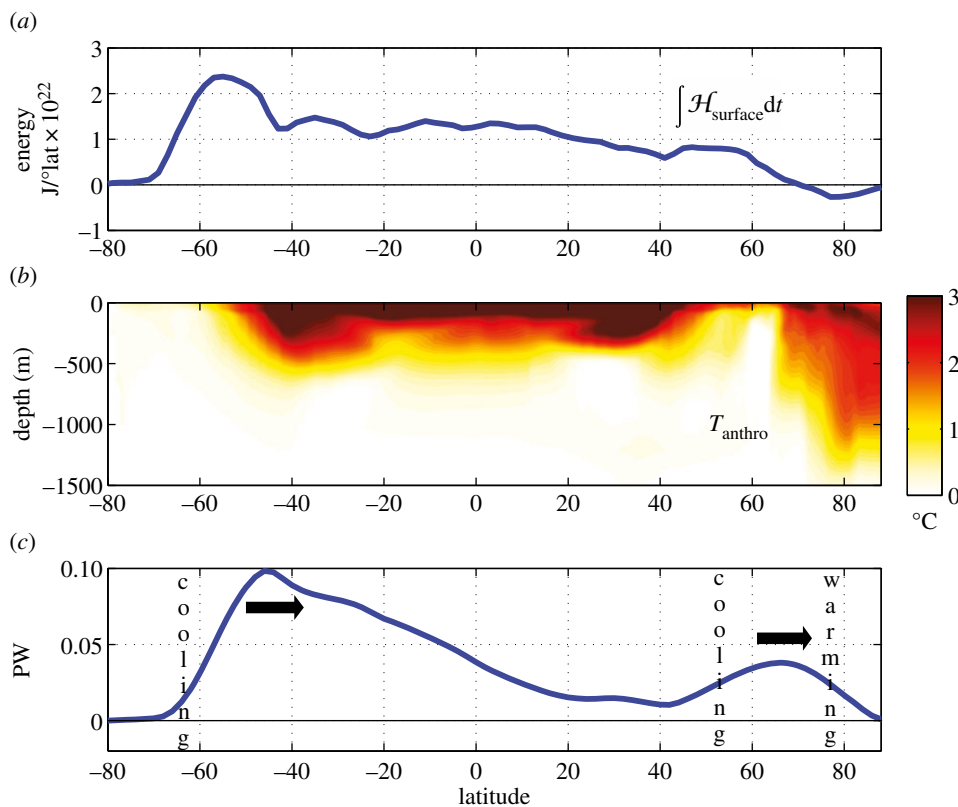 (a)
energy
J/°lat × 10²²
3
2
1
0
−1
∫ ℋsurface dt
−80 −60 −40 −20 0 20 40 60 80
(b)
depth (m)
0
−500
−1000
−1500
Tanthro
3
2
1
0
°C
−80 −60 −40 −20 0 20 40 60 80
(c)
PW
0.10
0.05
0
cooling
cooling
warming
−80 −60 −40 −20 0 20 40 60 80
latitude